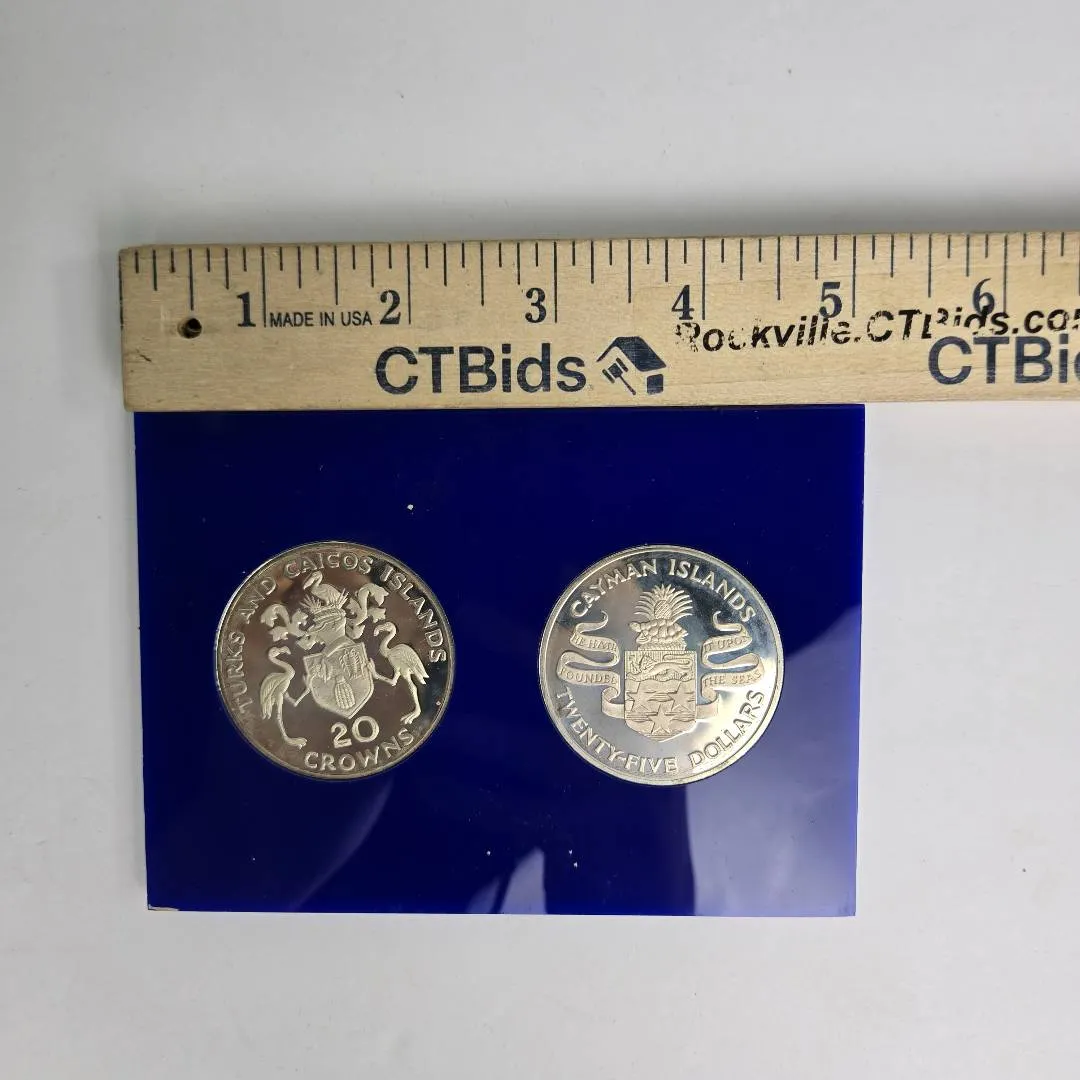 1 2 3 4 5 6
MADE IN USA
Rockville.CTBids.co
CTBids
CTBi
TURKS AND CAICOS ISLANDS
20
CROWNS
CAYMAN ISLANDS
HE HATH
FOUNDED
IT UPON
THE SEAS
TWENTY-FIVE DOLLARS